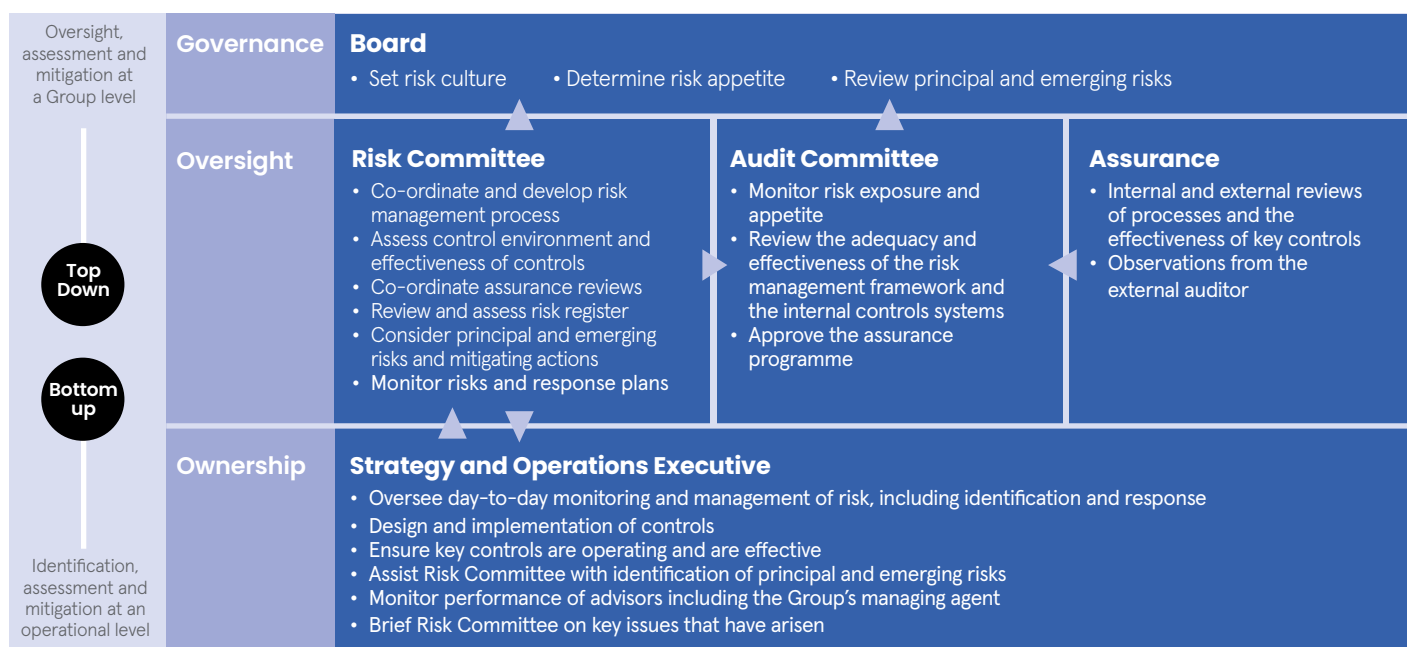 Oversight,
assessment and
mitigation at
a Group level
Top
Down
Bottom
up
Identification,
assessment and
mitigation at an
operational level
Governance
Board
• Set risk culture • Determine risk appetite • Review principal and emerging risks
Oversight
Risk Committee
• Co-ordinate and develop risk
management process
• Assess control environment and
effectiveness of controls
• Co-ordinate assurance reviews
• Review and assess risk register
• Consider principal and emerging
risks and mitigating actions
• Monitor risks and response plans
Audit Committee
• Monitor risk exposure and
appetite
• Review the adequacy and
effectiveness of the risk
management framework and
the internal controls systems
• Approve the assurance
programme
Assurance
• Internal and external reviews
of processes and the
effectiveness of key controls
• Observations from the
external auditor
Ownership
Strategy and Operations Executive
• Oversee day-to-day monitoring and management of risk, including identification and response
• Design and implementation of controls
• Ensure key controls are operating and are effective
• Assist Risk Committee with identification of principal and emerging risks
• Monitor performance of advisors including the Group's managing agent
• Brief Risk Committee on key issues that have arisen